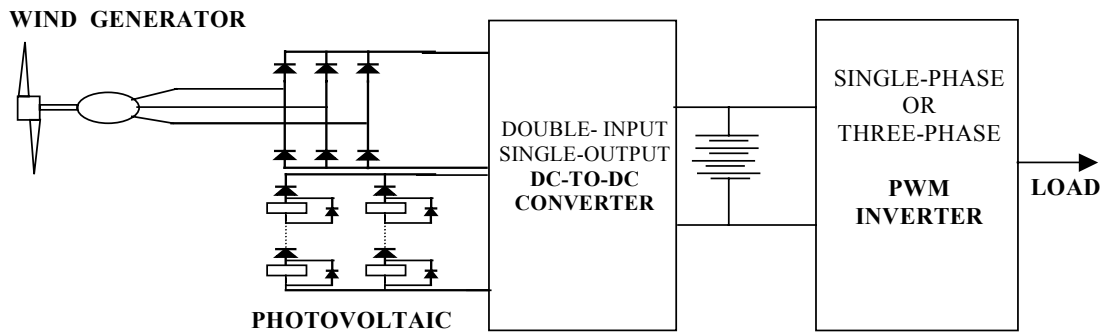 WIND GENERATOR
DOUBLE- INPUT
SINGLE-OUTPUT
DC-TO-DC
CONVERTER
SINGLE-PHASE
OR
THREE-PHASE
PWM
INVERTER
LOAD
PHOTOVOLTAIC